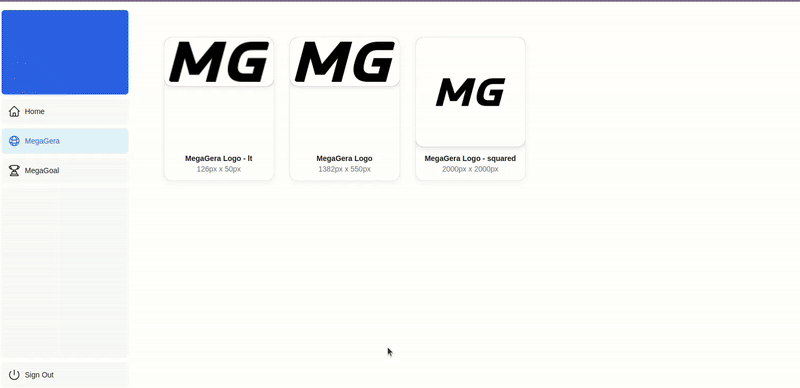 Home
MegaGera
MegaGoal
Sign Out
MG
MegaGera Logo - lt
126px x 50px
MG
MegaGera Logo
1382px x 550px
MG
MegaGera Logo - squared
2000px x 2000px